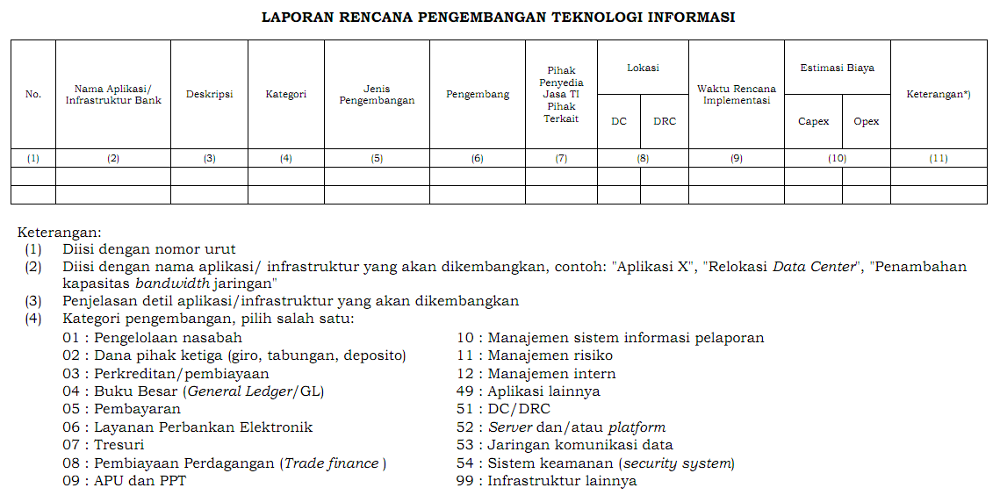 LAPORAN RENCANA PENGEMBANGAN TEKNOLOGI INFORMASI
No.
Nama Aplikasi/
Infrastruktur Bank
Deskripsi
Kategori
Jenis
Pengembangan
Pengembang
Pihak
Penyedia
Jasa TI
Pihak
Terkait
Lokasi
DC
DRC
Waktu Rencana
Implementasi
Estimasi Biaya
Capex
Opex
Keterangan*)
(1) (2) (3) (4) (5) (6) (7) (8) (9) (10) (11)
Keterangan:
(1) Diisi dengan nomor urut
(2) Diisi dengan nama aplikasi/ infrastruktur yang akan dikembangkan, contoh: "Aplikasi X", "Relokasi Data Center", "Penambahan
kapasitas bandwidth jaringan"
(3) Penjelasan detil aplikasi/infrastruktur yang akan dikembangkan
(4) Kategori pengembangan, pilih salah satu:
01 : Pengelolaan nasabah
02 : Dana pihak ketiga (giro, tabungan, deposito)
03 : Perkreditan/pembiayaan
04 : Buku Besar (General Ledger/GL)
05 : Pembayaran
06 : Layanan Perbankan Elektronik
07 : Tresuri
08 : Pembiayaan Perdagangan (Trade finance )
09 : APU dan PPT
10 : Manajemen sistem informasi pelaporan
11 : Manajemen risiko
12 : Manajemen intern
49 : Aplikasi lainnya
51 : DC/DRC
52 : Server dan/atau platform
53 : Jaringan komunikasi data
54 : Sistem keamanan (security system)
99 : Infrastruktur lainnya